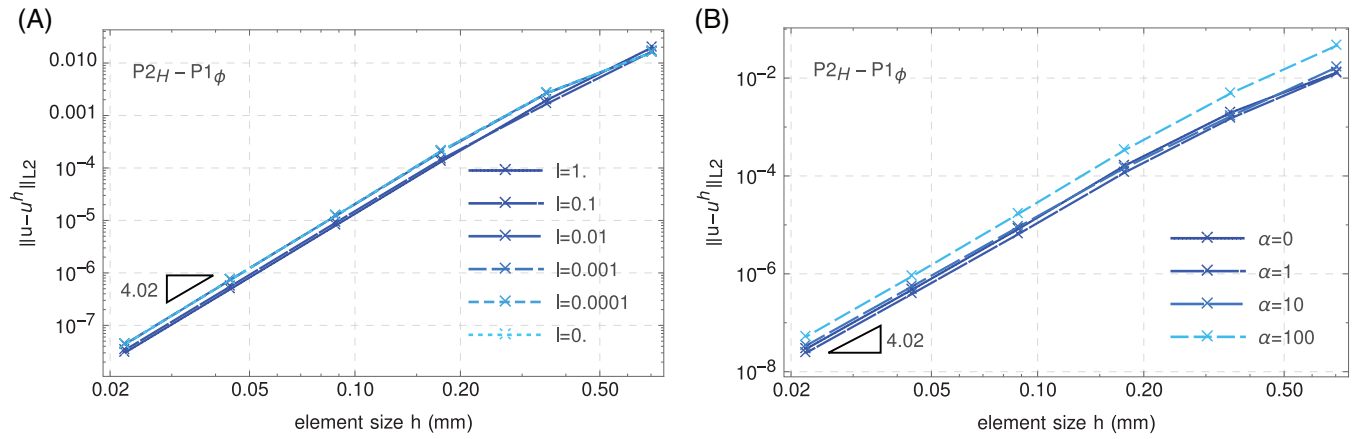 (A)
P2H – P1ϕ
||u–uʰ||L2
0.010
0.001
10⁻⁴
10⁻⁵
10⁻⁶
10⁻⁷
4.02
l=1.
l=0.1
l=0.01
l=0.001
l=0.0001
l=0.
0.02 0.05 0.10 0.20 0.50
element size h (mm)
(B)
P2H – P1ϕ
||u–uʰ||L2
10⁻²
10⁻⁴
10⁻⁶
10⁻⁸
4.02
α=0
α=1
α=10
α=100
0.02 0.05 0.10 0.20 0.50
element size h (mm)